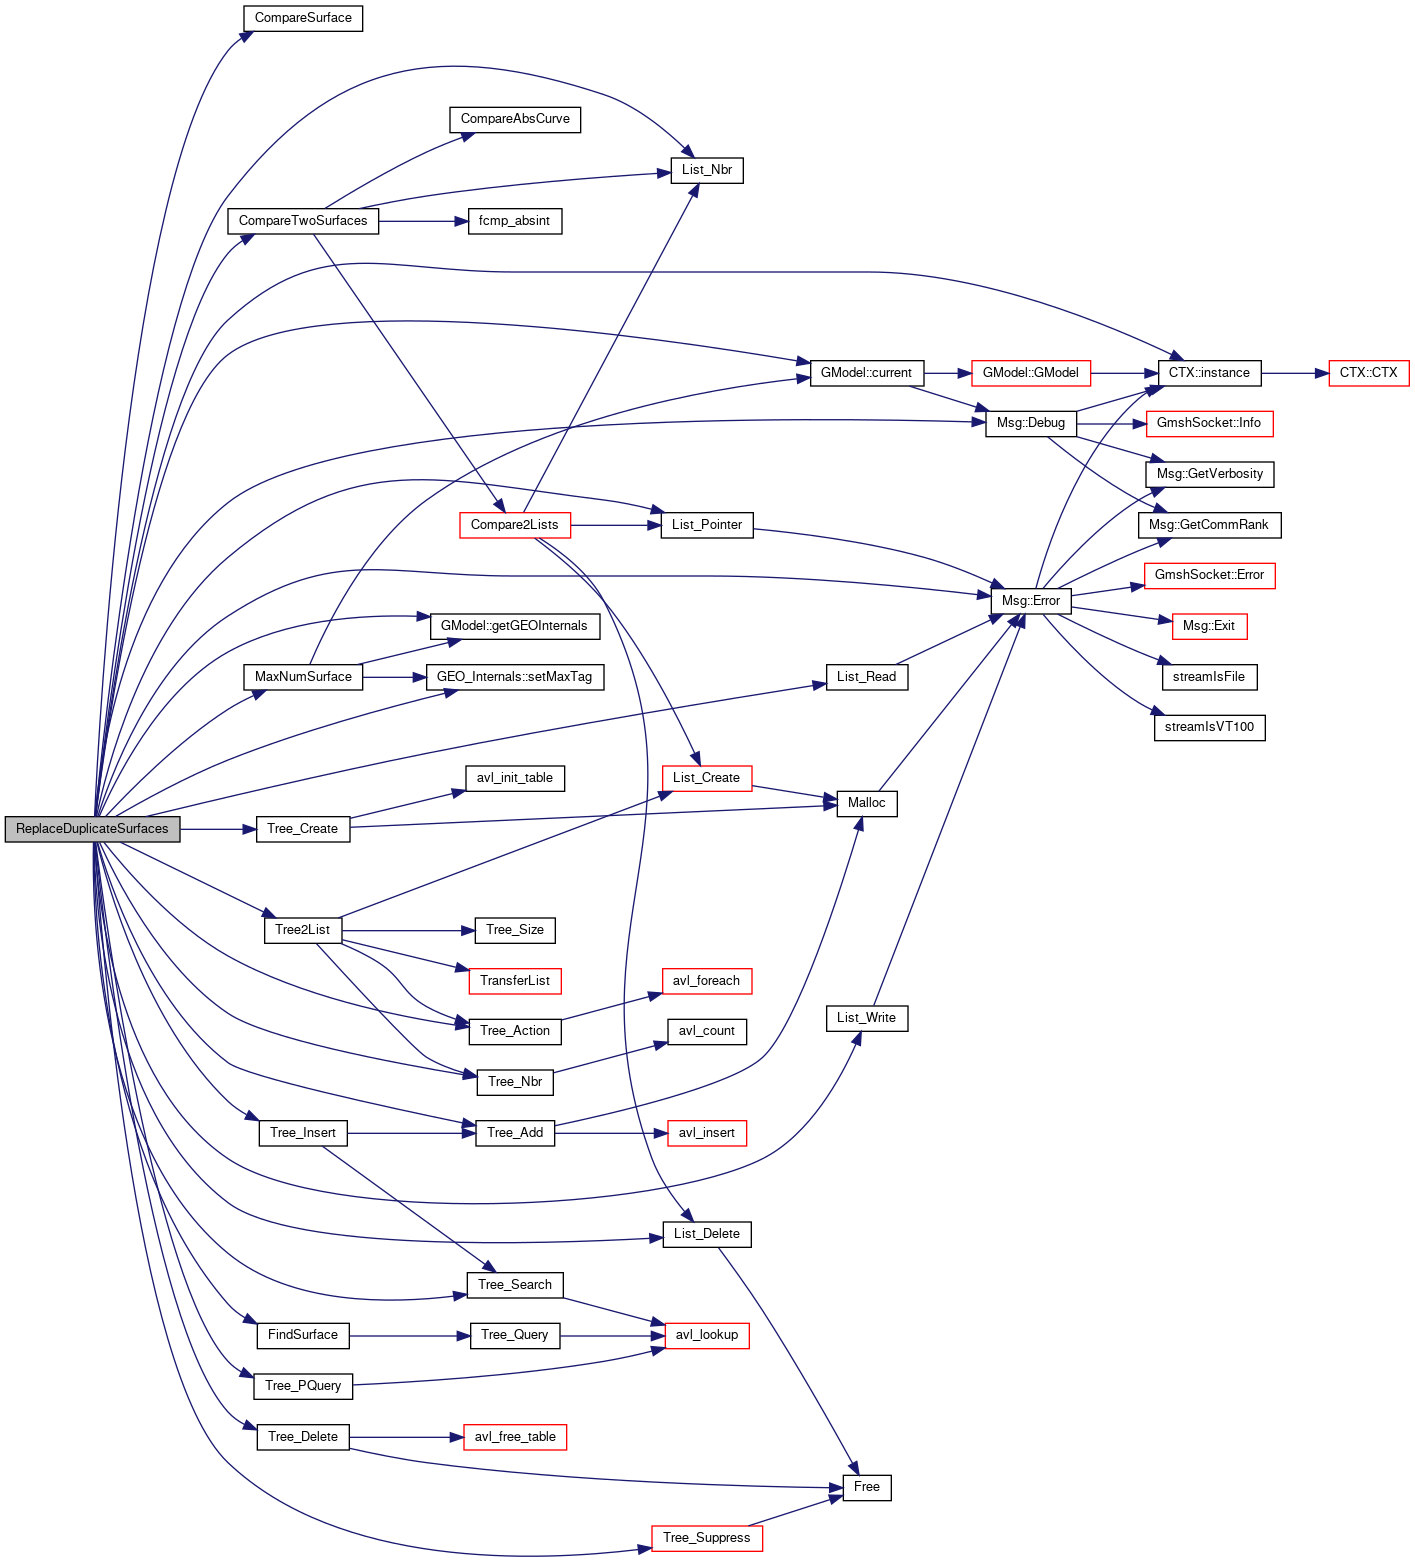 CompareSurface
CompareAbsCurve
List_Nbr
CompareTwoSurfaces
fcmp_absint
GModel::current
GModel::GModel
CTX::instance
CTX::CTX
Msg::Debug
GmshSocket::Info
Msg::GetVerbosity
Compare2Lists
List_Pointer
Msg::GetCommRank
GmshSocket::Error
Msg::Error
GModel::getGEOInternals
Msg::Exit
MaxNumSurface
GEO_Internals::setMaxTag
List_Read
streamIsFile
streamIsVT100
avl_init_table
List_Create
Malloc
ReplaceDuplicateSurfaces
Tree_Create
Tree2List
Tree_Size
TransferList
avl_foreach
List_Write
Tree_Action
avl_count
Tree_Nbr
Tree_Insert
Tree_Add
avl_insert
List_Delete
Tree_Search
FindSurface
Tree_Query
avl_lookup
Tree_PQuery
Tree_Delete
avl_free_table
Free
Tree_Suppress